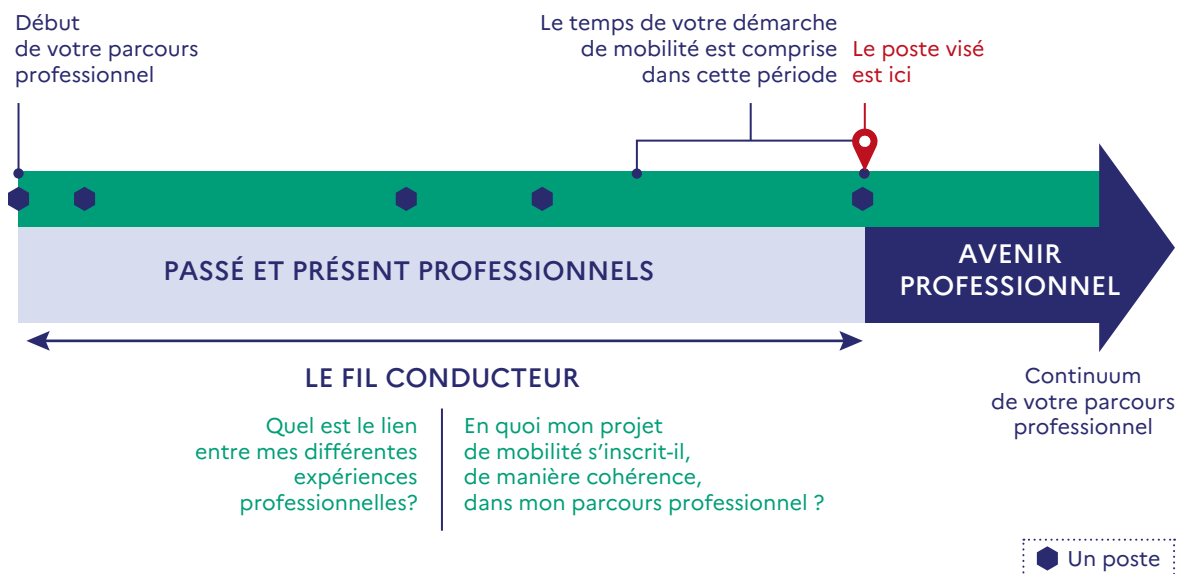 Début
de votre parcours
professionnel
Le temps de votre démarche
de mobilité est comprise
dans cette période
Le poste visé
est ici
PASSÉ ET PRÉSENT PROFESSIONNELS
AVENIR
PROFESSIONNEL
LE FIL CONDUCTEUR
Quel est le lien
entre mes différentes
expériences
professionnelles?
En quoi mon projet
de mobilité s’inscrit-il,
de manière cohérence,
dans mon parcours professionnel ?
Continuum
de votre parcours
professionnel
Un poste